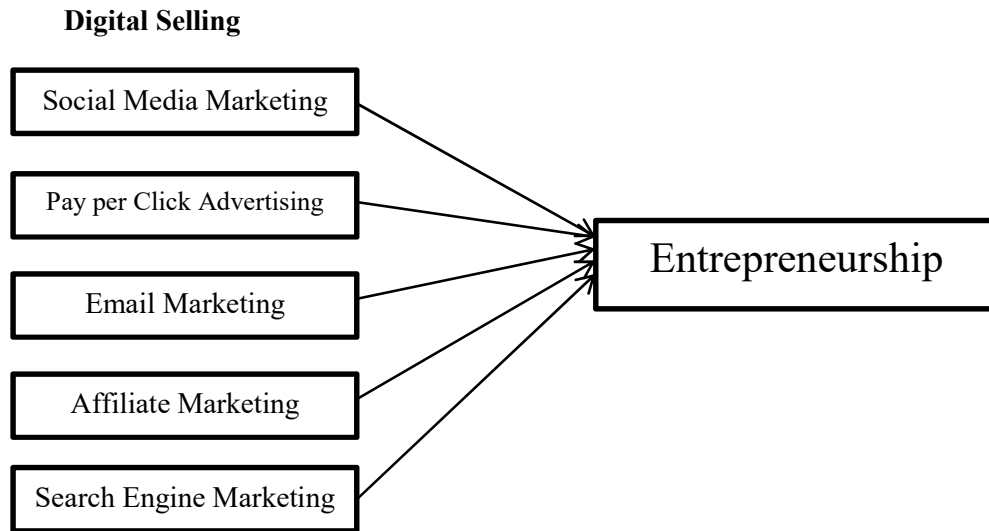 Digital Selling
Social Media Marketing
Pay per Click Advertising
Email Marketing
Affiliate Marketing
Search Engine Marketing
Entrepreneurship